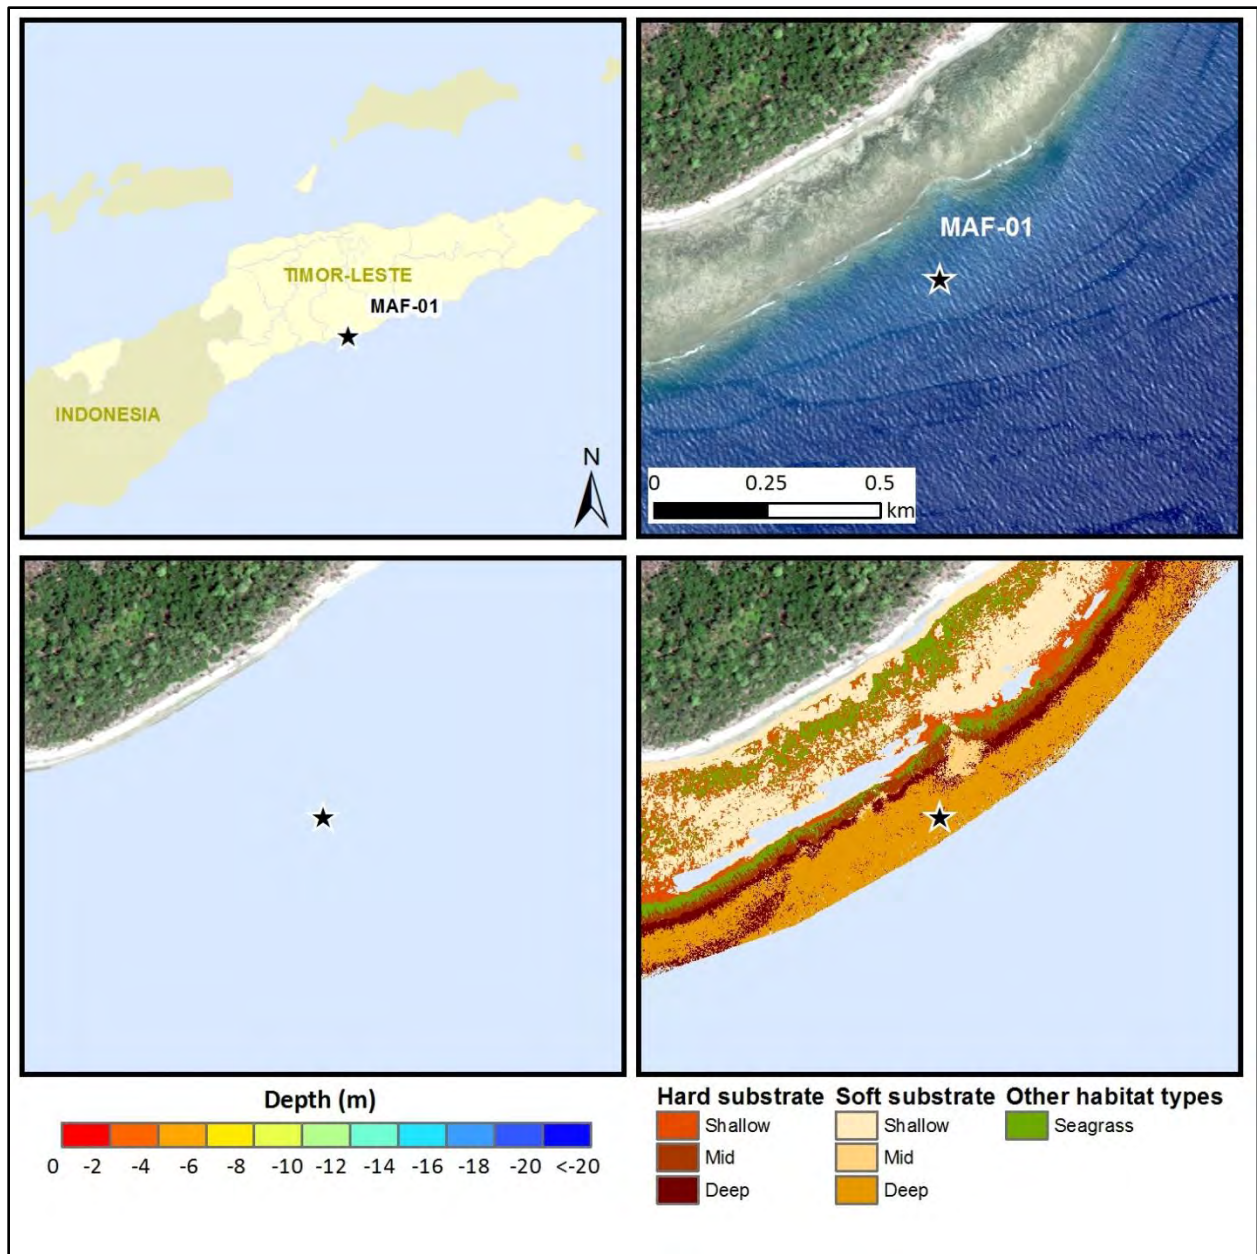 TIMOR-LESTE
MAF-01
INDONESIA
N
MAF-01
0 0.25 0.5
km
Depth (m)
0 -2 -4 -6 -8 -10 -12 -14 -16 -18 -20 <-20
Hard substrate Soft substrate Other habitat types
Shallow Shallow Seagrass
Mid Mid
Deep Deep